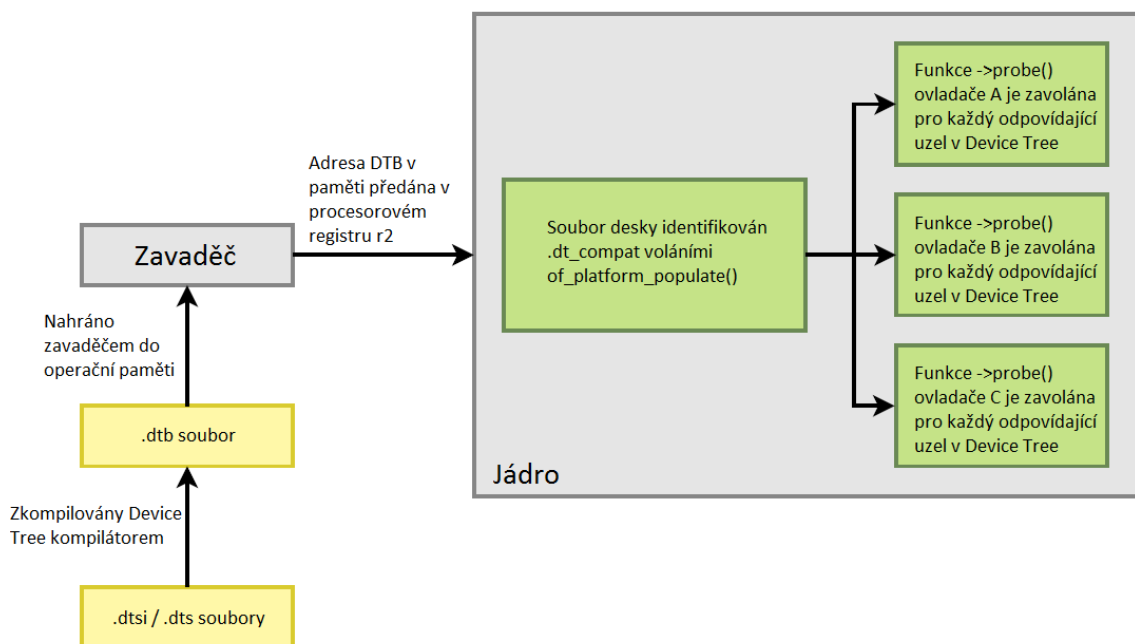 Funkce ->probe()
ovladače A je zavolána
pro každý odpovídající
uzel v Device Tree
Adresa DTB v
paměti předána v
procesorovém
registru r2
Zavaděč
Soubor desky identifikován
.dt_compat voláními
of_platform_populate()
Funkce ->probe()
ovladače B je zavolána
pro každý odpovídající
uzel v Device Tree
Nahráno
zavaděčem do
operační paměti
Funkce ->probe()
ovladače C je zavolána
pro každý odpovídající
uzel v Device Tree
.dtb soubor
Jádro
Zkompilovány Device
Tree kompilátorem
.dtsi / .dts soubory